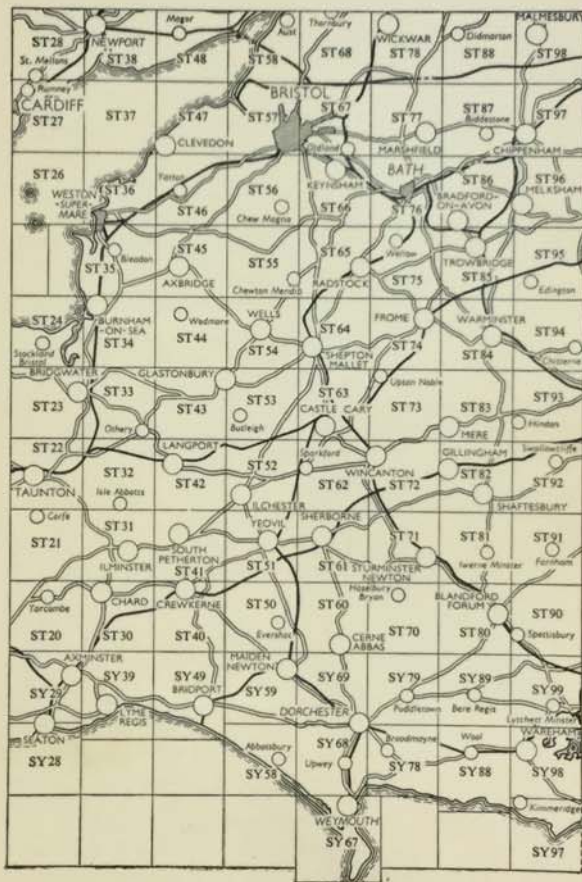 Magor
Aust
Thornbury
WICKWAR
Didmarton
MALMESBURY
ST28
NEWPORT
ST38
ST48
ST58
ST68
ST78
ST88
ST98
St. Mellons
Rumney
CARDIFF
BRISTOL
ST27
ST37
ST47
ST57
ST67
ST77
ST87
ST97
CLEVEDON
Oldland
MARSHFIELD
Biddestone
CHIPPENHAM
KEYNSHAM
BATH
ST26
ST36
ST46
ST56
ST66
ST76
ST86
ST96
WESTON
-SUPER-
MARE
Yatton
Chew Magna
BRADFORD
-ON-AVON
MELKSHAM
Bleadon
ST35
ST45
ST55
ST65
ST75
ST85
ST95
AXBRIDGE
Chewton Mendip
RADSTOCK
Wellow
TROWBRIDGE
Edington
ST24
BURNHAM
-ON-SEA
ST34
Wedmore
ST44
WELLS
ST54
ST64
SHEPTON
MALLET
FROME
ST74
WARMINSTER
ST84
ST94
Chitterne
Stockland
Bristol
BRIDGWATER
GLASTONBURY
Upton Noble
ST23
ST33
ST43
ST53
ST63
ST73
ST83
ST93
Othery
Butleigh
CASTLE CARY
MERE
Hindon
ST22
LANGPORT
Sparkford
WINCANTON
GILLINGHAM
Swallowcliffe
TAUNTON
ST32
ST42
ST52
ST62
ST72
ST82
ST92
Isle Abbotts
ILCHESTER
SHAFTESBURY
Corfe
ST21
ST31
ILMINSTER
SOUTH
PETHERTON
ST41
YEOVIL
ST51
SHERBORNE
ST61
ST71
STURMINSTER
NEWTON
ST81
Iwerne Minster
ST91
Farnham
Yarcombe
CHARD
CREWKERNE
Hazelbury
Bryan
BLANDFORD
FORUM
ST20
ST30
ST40
ST50
ST60
ST70
ST80
ST90
Evershot
CERNE
ABBAS
Spettisbury
AXMINSTER
MAIDEN
NEWTON
SY29
SY39
SY49
SY59
SY69
SY79
SY89
SY99
LYME
REGIS
BRIDPORT
DORCHESTER
Puddletown
Bere Regis
Lytchett Minster
SEATON
SY28
Abbotsbury
SY58
SY68
Upwey
Broadmayne
SY78
Wool
SY88
WAREHAM
SY98
WEYMOUTH
SY67
Kimmeridge
SY97